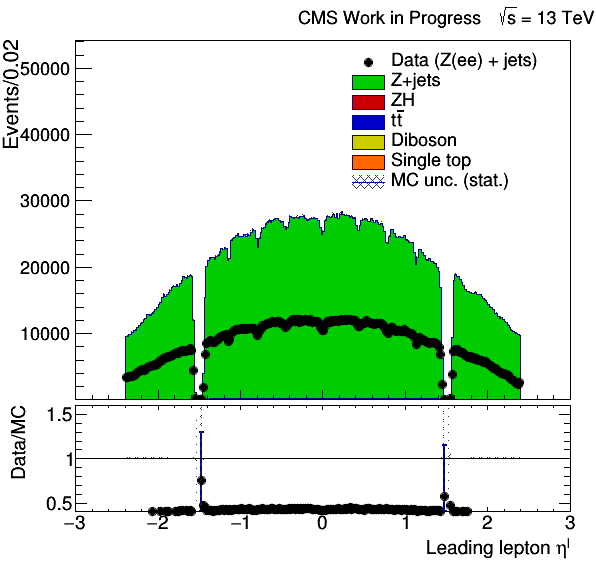 CMS Work in Progress √s = 13 TeV
Events/0.02
50000
40000
30000
20000
10000
Data (Z(ee) + jets)
Z+jets
ZH
tt̅
Diboson
Single top
MC unc. (stat.)
Data/MC
1.5
1
0.5
−3 −2 −1 0 1 2 3
Leading lepton ηˡ